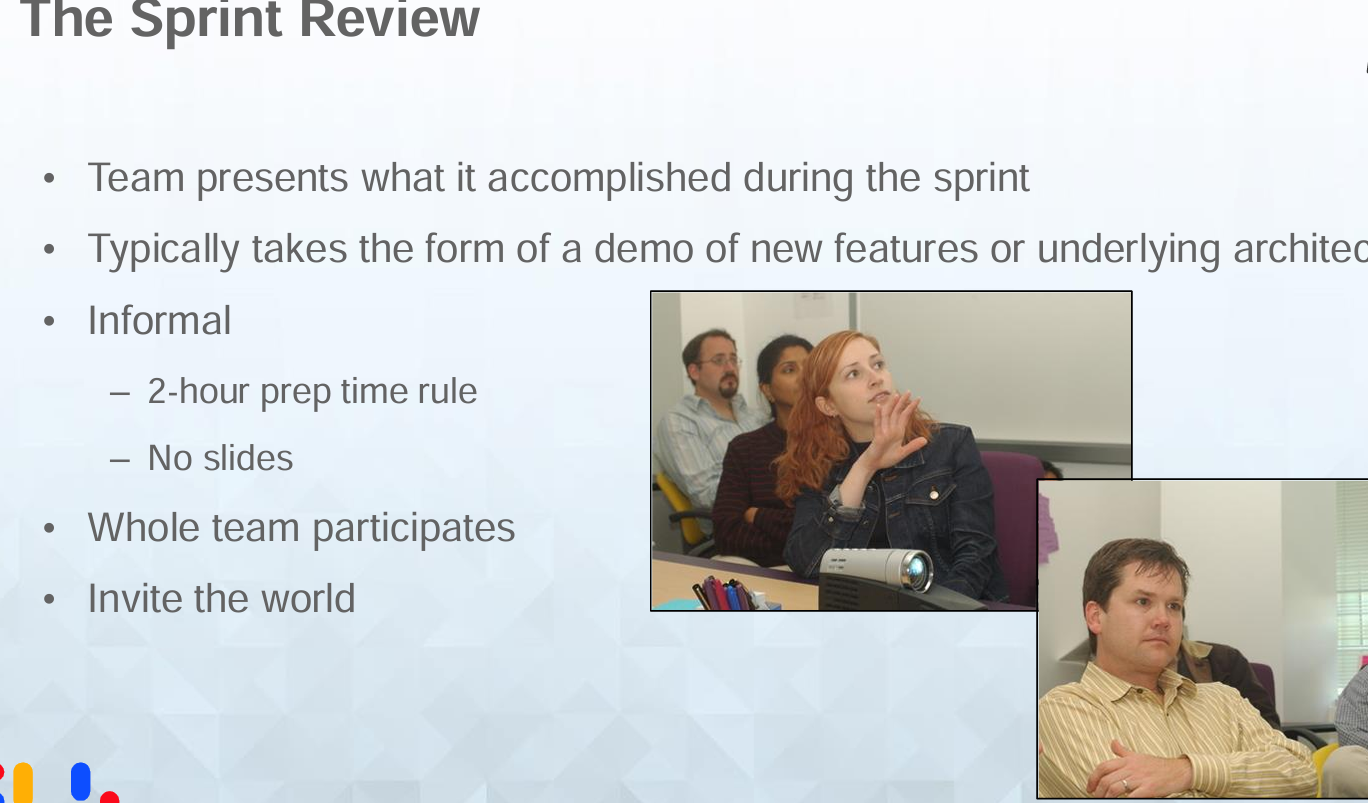 The Sprint Review
• Team presents what it accomplished during the sprint
• Typically takes the form of a demo of new features or underlying architec
• Informal
– 2-hour prep time rule
– No slides
• Whole team participates
• Invite the world